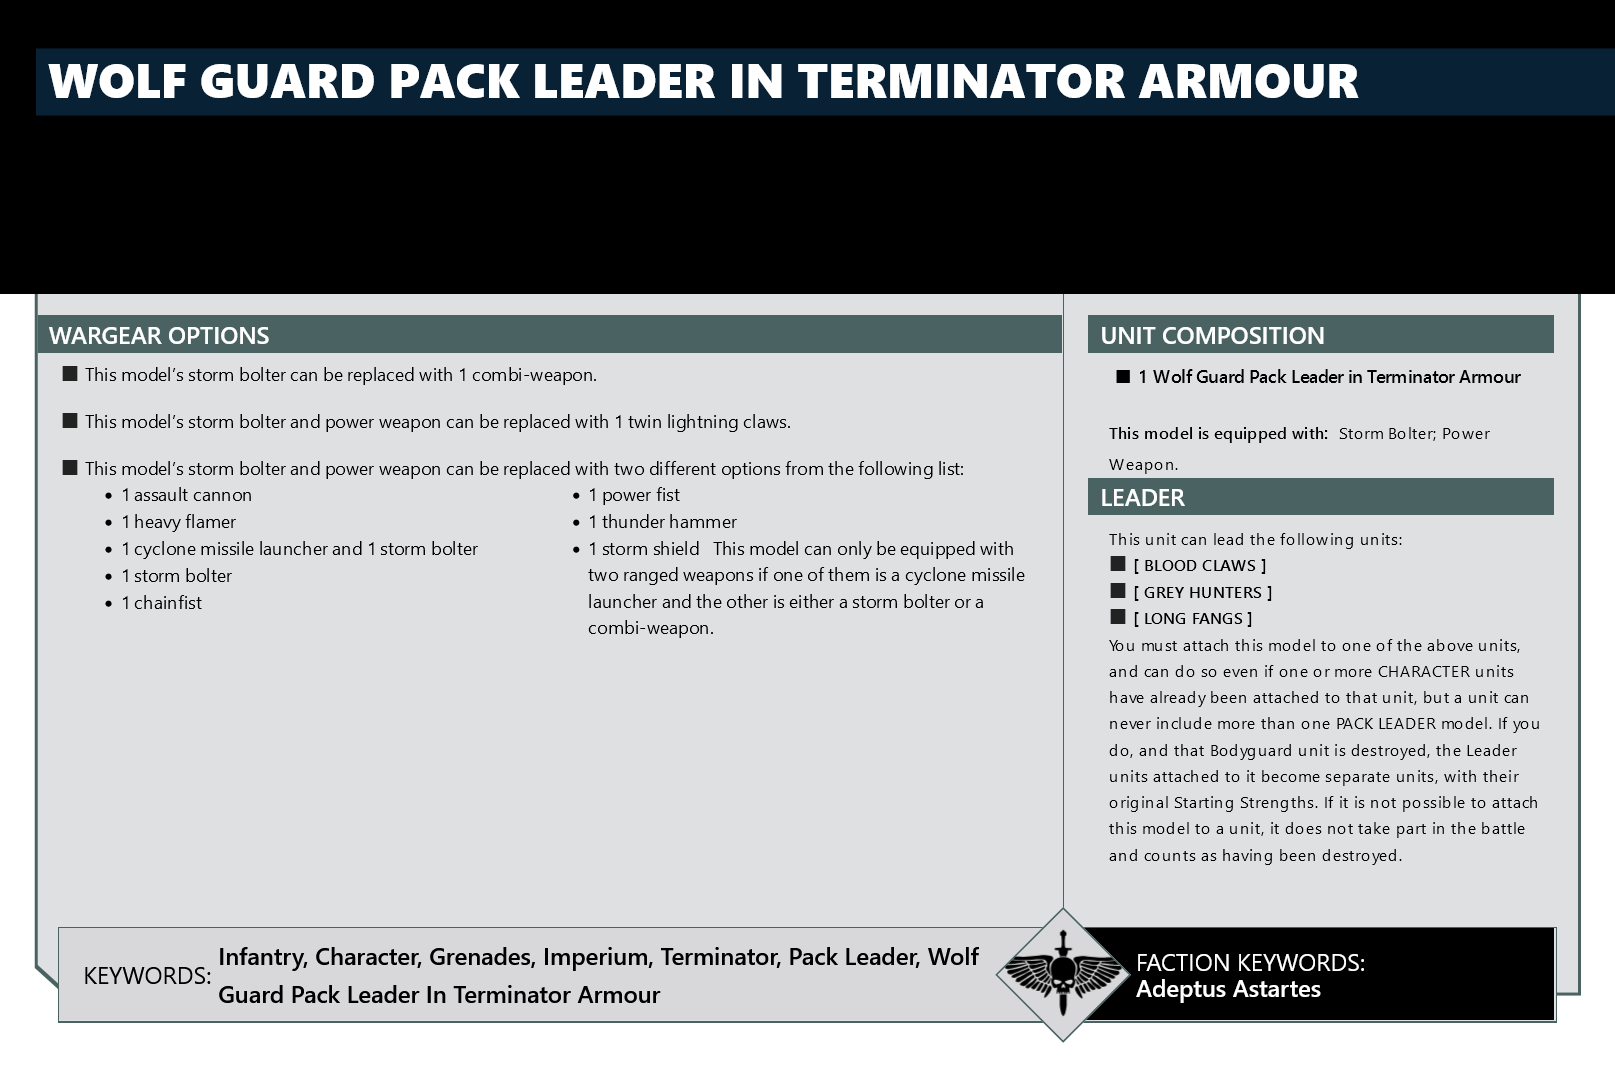 WOLF GUARD PACK LEADER IN TERMINATOR ARMOUR
WARGEAR OPTIONS
This model's storm bolter can be replaced with 1 combi-weapon.
This model's storm bolter and power weapon can be replaced with 1 twin lightning claws.
This model's storm bolter and power weapon can be replaced with two different options from the following list:
1 assault cannon
1 heavy flamer
1 cyclone missile launcher and 1 storm bolter
1 storm bolter
1 chainfist
1 power fist
1 thunder hammer
1 storm shield This model can only be equipped with
two ranged weapons if one of them is a cyclone missile
launcher and the other is either a storm bolter or a
combi-weapon.
UNIT COMPOSITION
1 Wolf Guard Pack Leader in Terminator Armour
This model is equipped with: Storm Bolter; Power
Weapon.
LEADER
This unit can lead the following units:
[ BLOOD CLAWS ]
[ GREY HUNTERS ]
[ LONG FANGS ]
You must attach this model to one of the above units,
and can do so even if one or more CHARACTER units
have already been attached to that unit, but a unit can
never include more than one PACK LEADER model. If you
do, and that Bodyguard unit is destroyed, the Leader
units attached to it become separate units, with their
original Starting Strengths. If it is not possible to attach
this model to a unit, it does not take part in the battle
and counts as having been destroyed.
KEYWORDS: Infantry, Character, Grenades, Imperium, Terminator, Pack Leader, Wolf
Guard Pack Leader In Terminator Armour
FACTION KEYWORDS:
Adeptus Astartes